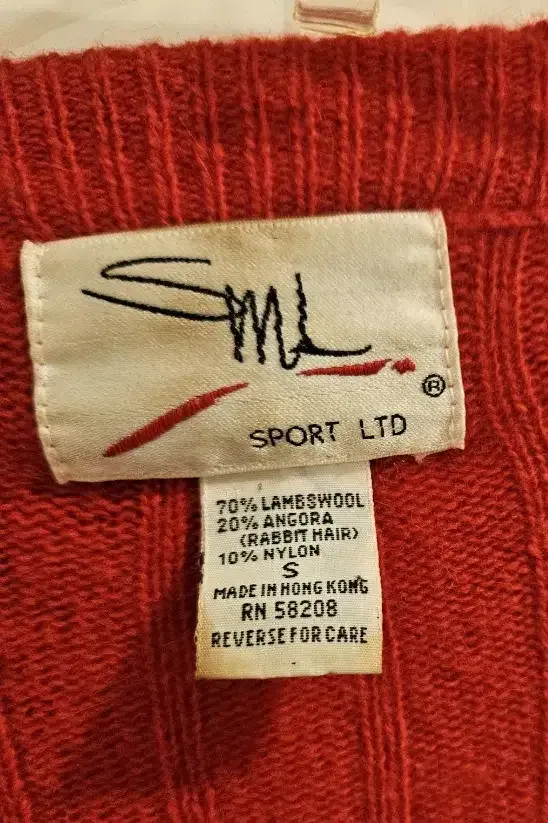 SML
®
SPORT LTD
70% LAMBSWOOL
20% ANGORA
(RABBIT HAIR)
10% NYLON
S
MADE IN HONG KONG
RN 58208
REVERSE FOR CARE